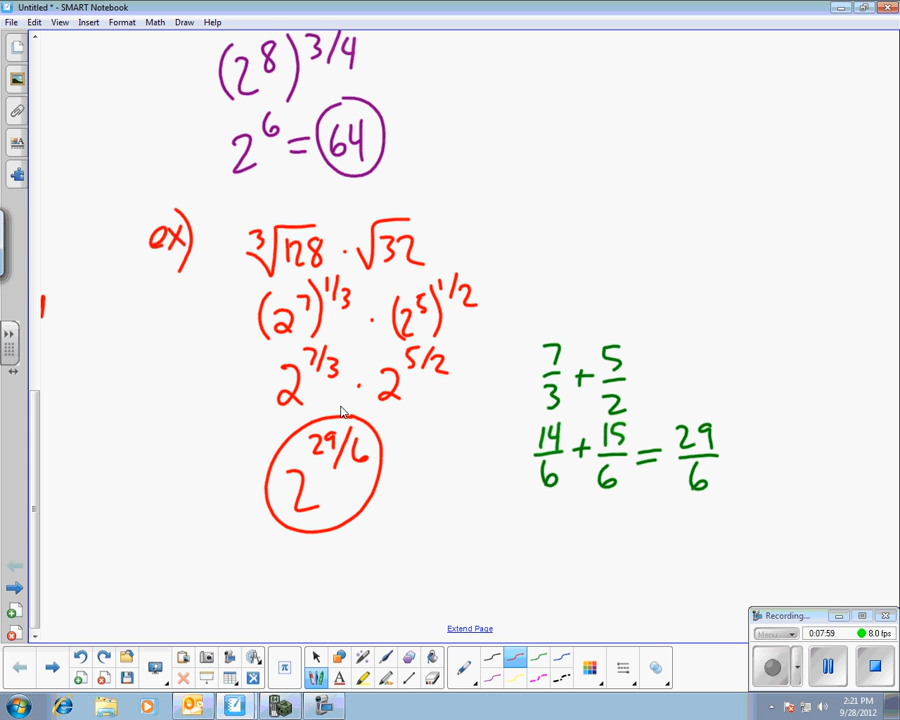 Untitled * - SMART Notebook
File Edit View Insert Format Math Draw Help
(2^8)^3/4
2^6 = 64
ex) ∛128 · √32
(2^7)^1/3 · (2^5)^1/2
2^7/3 · 2^5/2
2^29/6
7/3 + 5/2
14/6 + 15/6 = 29/6
Extend Page
Recording...
Menu 0:07:59 8.0 fps
2:21 PM
9/28/2012